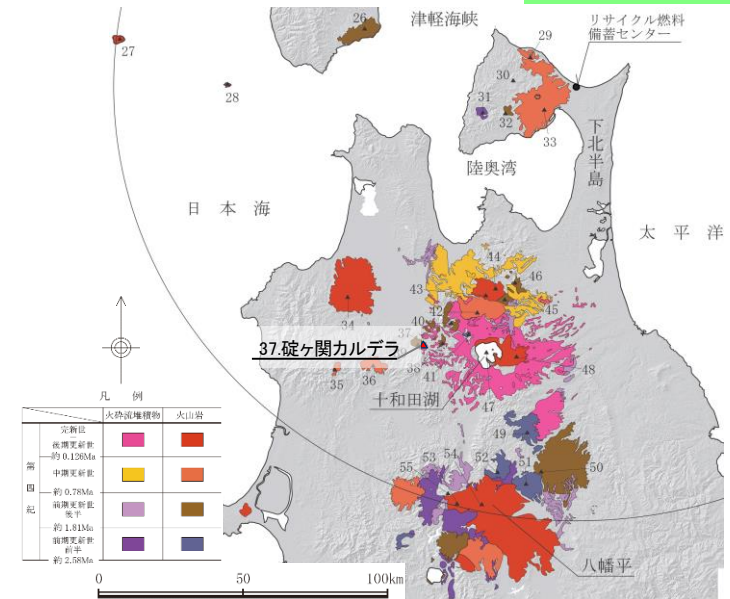 津軽海峡
リサイクル燃料
備蓄センター
26
27
28
29
30
31
32
33
下北半島
陸奥湾
日本海
太平洋
44
46
43
42
45
40
34
37
37.碇ヶ関カルデラ
38
41
48
35
36
十和田湖
47
49
凡例
火砕流堆積物 火山岩
第四紀
完新世
後期更新世
約 0.126Ma
中期更新世
約 0.78Ma
前期更新世
後半
約 1.81Ma
前期更新世
前半
約 2.58Ma
53
54
52
51
50
55
八幡平
0 50 100km